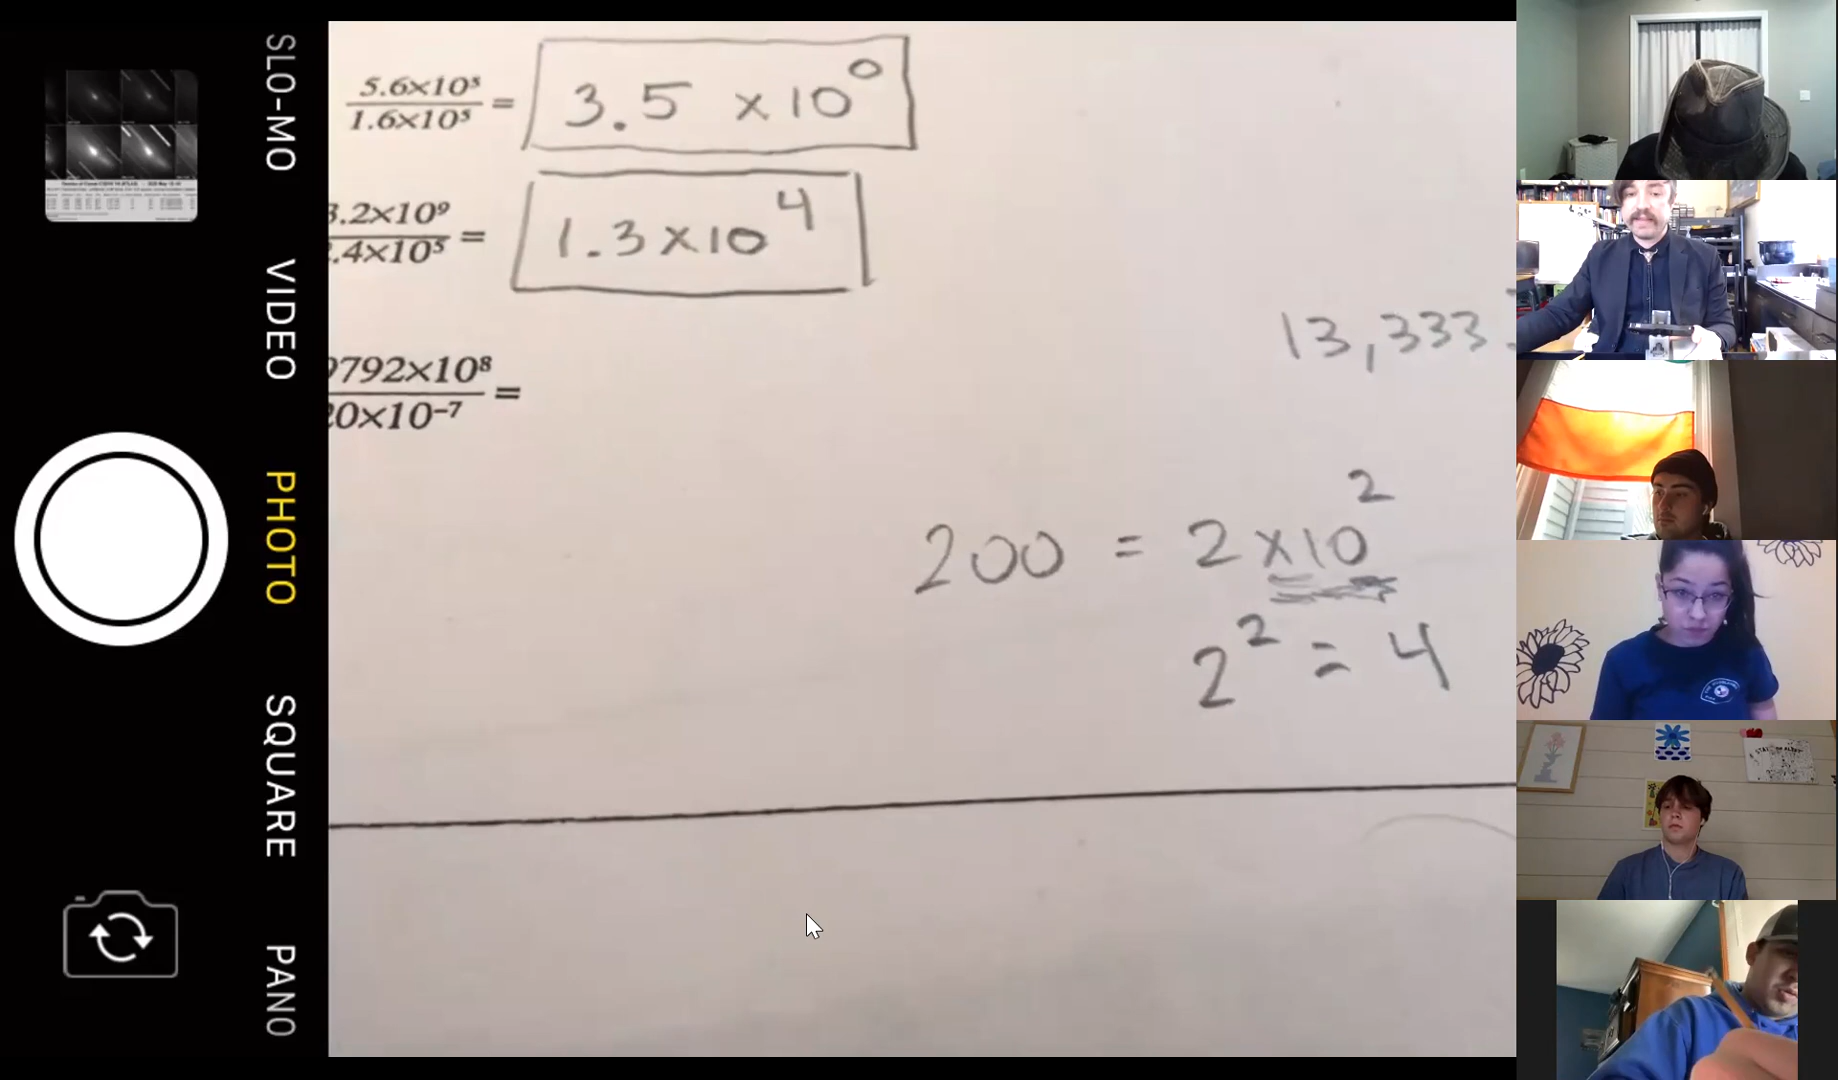 SLO-MO
VIDEO
PHOTO
SQUARE
PANO
5.6×10⁵
1.6×10⁵
= 3.5 ×10⁰
3.2×10⁹
.4×10⁵
= 1.3×10⁴
13,333.
9792×10⁸
20×10⁻⁷
=
200 = 2×10²
2² = 4